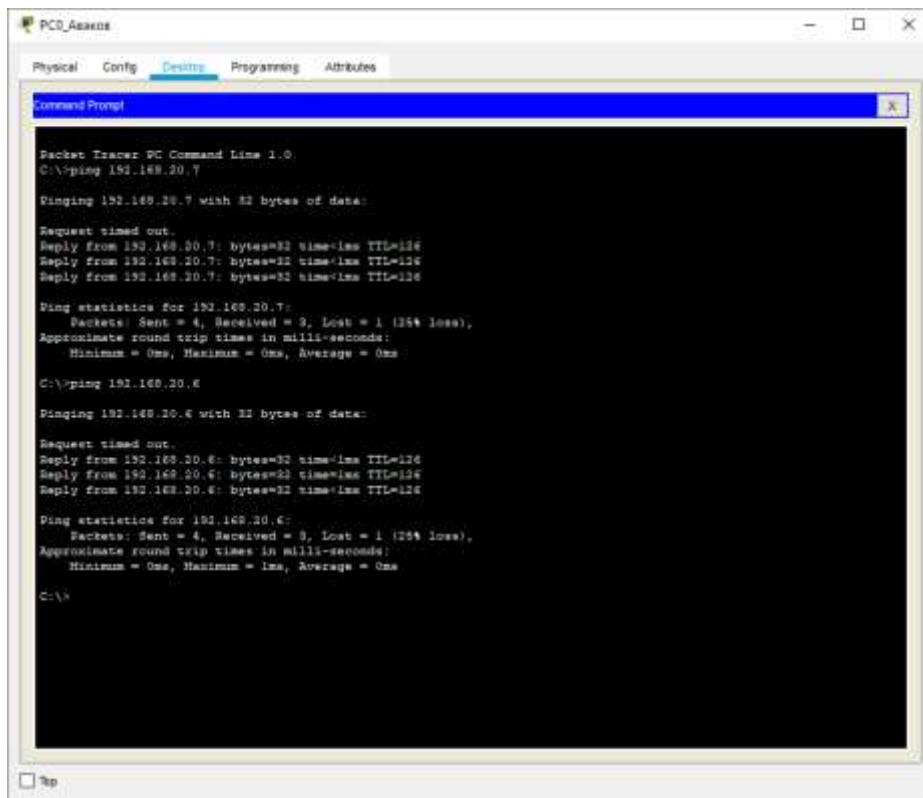 PC0_Аваков
Physical Config Desktop Programming Attributes
Command Prompt
X
Packet Tracer PC Command Line 1.0
C:\>ping 192.168.20.7
Pinging 192.168.20.7 with 32 bytes of data:
Request timed out.
Reply from 192.168.20.7: bytes=32 time<1ms TTL=126
Reply from 192.168.20.7: bytes=32 time<1ms TTL=126
Reply from 192.168.20.7: bytes=32 time<1ms TTL=126
Ping statistics for 192.168.20.7:
Packets: Sent = 4, Received = 3, Lost = 1 (25% loss),
Approximate round trip times in milli-seconds:
Minimum = 0ms, Maximum = 0ms, Average = 0ms
C:\>ping 192.168.20.6
Pinging 192.168.20.6 with 32 bytes of data:
Request timed out.
Reply from 192.168.20.6: bytes=32 time<1ms TTL=126
Reply from 192.168.20.6: bytes=32 time=1ms TTL=126
Reply from 192.168.20.6: bytes=32 time<1ms TTL=126
Ping statistics for 192.168.20.6:
Packets: Sent = 4, Received = 3, Lost = 1 (25% loss),
Approximate round trip times in milli-seconds:
Minimum = 0ms, Maximum = 1ms, Average = 0ms
C:\>
Top